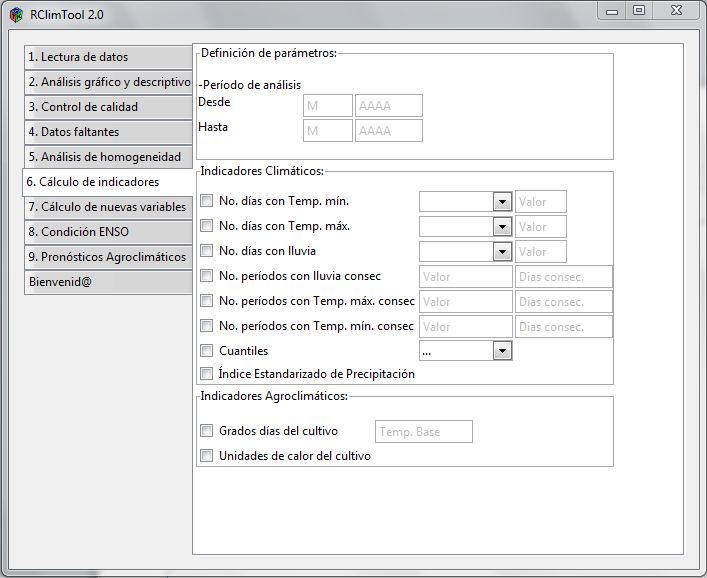 RClimTool 2.0
1. Lectura de datos
2. Análisis gráfico y descriptivo
3. Control de calidad
4. Datos faltantes
5. Análisis de homogeneidad
6. Cálculo de indicadores
7. Cálculo de nuevas variables
8. Condición ENSO
9. Pronósticos Agroclimáticos
Bienvenid@
Definición de parámetros:
-Período de análisis
Desde M AAAA
Hasta M AAAA
Indicadores Climáticos:
No. días con Temp. mín. Valor
No. días con Temp. máx. Valor
No. días con lluvia Valor
No. períodos con lluvia consec Valor Dias consec.
No. períodos con Temp. máx. consec Valor Dias consec.
No. períodos con Temp. mín. consec Valor Dias consec.
Cuantiles ...
Índice Estandarizado de Precipitación
Indicadores Agroclimáticos:
Grados días del cultivo Temp. Base
Unidades de calor del cultivo